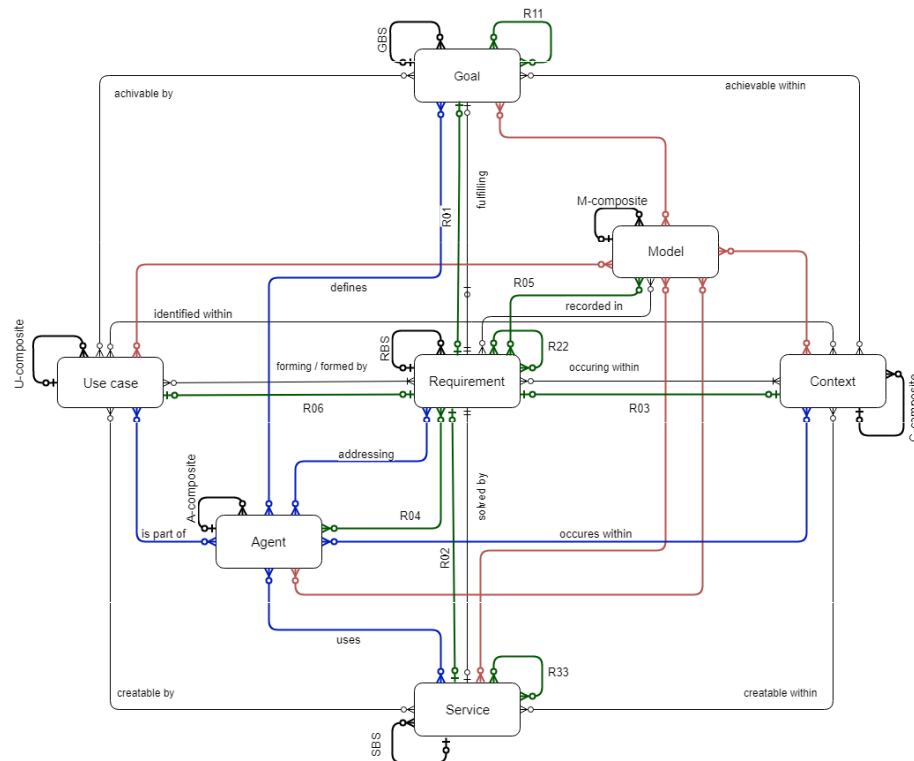 R11
GBS
Goal
achivable by
achievable within
fulfilling
R01
M-composite
Model
defines
R05
recorded in
identified within
U-composite
RBS
R22
Use case
forming / formed by
Requirement
occuring within
Context
R06
R03
C-composite
addressing
A-composite
solved by
R04
is part of
Agent
occures within
R02
uses
R33
creatable by
creatable within
Service
SBS